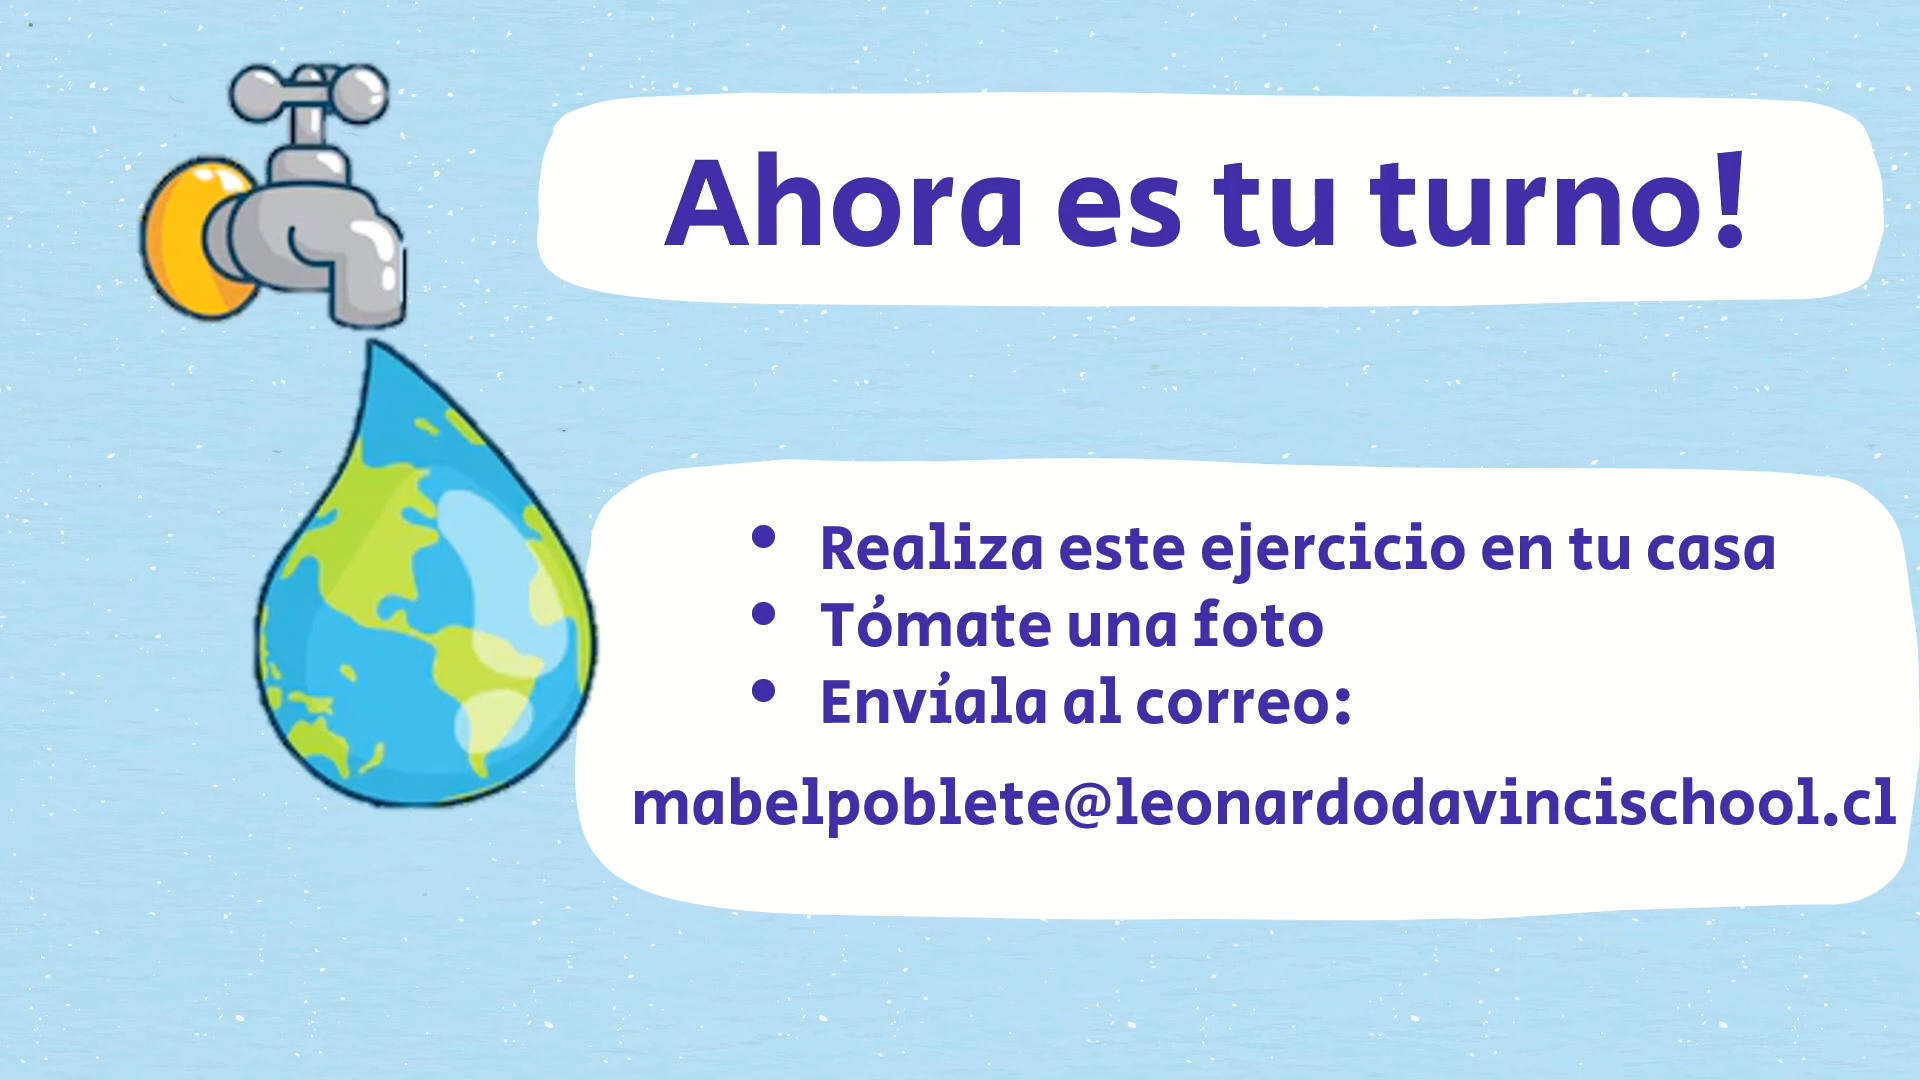 Ahora es tu turno!
• Realiza este ejercicio en tu casa
• Tómate una foto
• Envíala al correo:
mabelpoblete@leonardodavincischool.cl